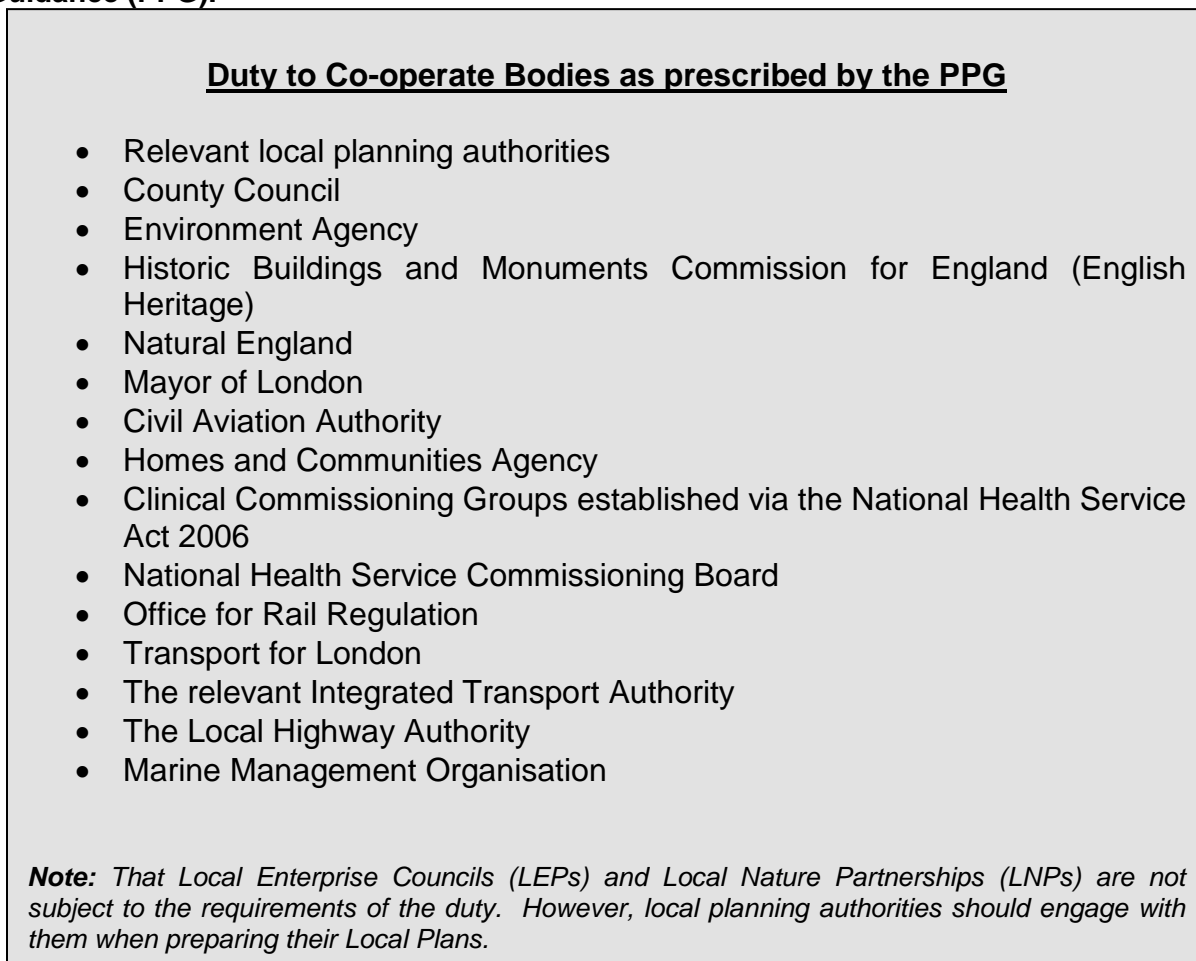 Duty to Co-operate Bodies as prescribed by the PPG
• Relevant local planning authorities
• County Council
• Environment Agency
• Historic Buildings and Monuments Commission for England (English
Heritage)
• Natural England
• Mayor of London
• Civil Aviation Authority
• Homes and Communities Agency
• Clinical Commissioning Groups established via the National Health Service
Act 2006
• National Health Service Commissioning Board
• Office for Rail Regulation
• Transport for London
• The relevant Integrated Transport Authority
• The Local Highway Authority
• Marine Management Organisation
Note: That Local Enterprise Councils (LEPs) and Local Nature Partnerships (LNPs) are not
subject to the requirements of the duty. However, local planning authorities should engage with
them when preparing their Local Plans.